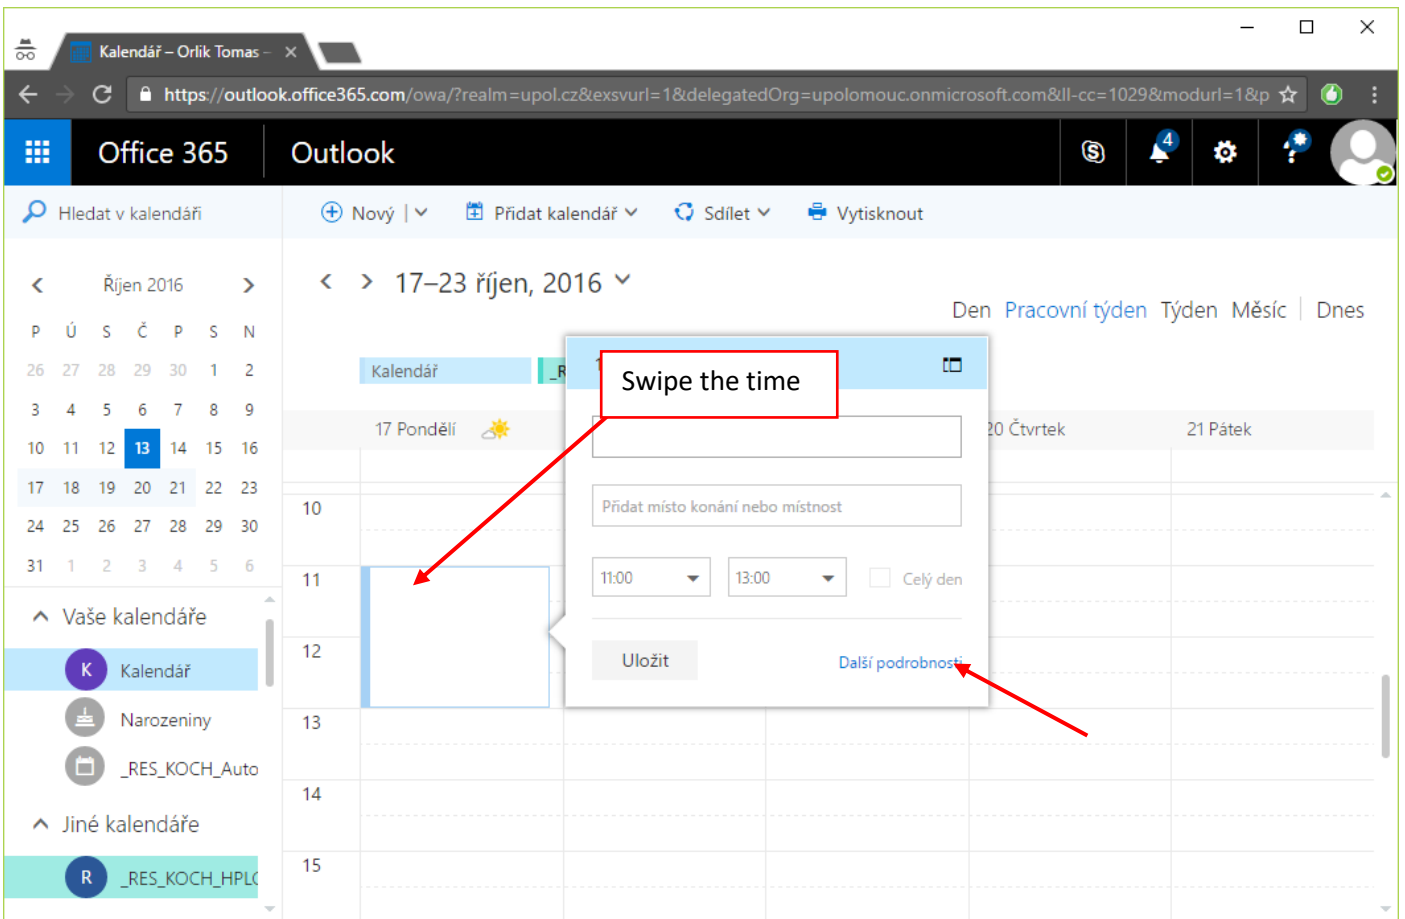 Kalendář – Orlik Tomas –
https://outlook.office365.com/owa/?realm=upol.cz&exsvurl=1&delegatedOrg=upolomouc.onmicrosoft.com&ll-cc=1029&modurl=1&p
Office 365
Outlook
4
?
Hledat v kalendáři
Nový
Přidat kalendář
Sdílet
Vytisknout
Říjen 2016
P Ú S Č P S N
26 27 28 29 30 1 2
3 4 5 6 7 8 9
10 11 12 13 14 15 16
17 18 19 20 21 22 23
24 25 26 27 28 29 30
31 1 2 3 4 5 6
Vaše kalendáře
K Kalendář
Narozeniny
_RES_KOCH_Auto
Jiné kalendáře
R _RES_KOCH_HPLC
17–23 říjen, 2016
Den Pracovní týden Týden Měsíc Dnes
Kalendář
_R
Swipe the time
17 Pondělí
20 Čtvrtek
21 Pátek
10
11
12
13
14
15
Přidat místo konání nebo místnost
11:00
13:00
Celý den
Uložit
Další podrobnosti